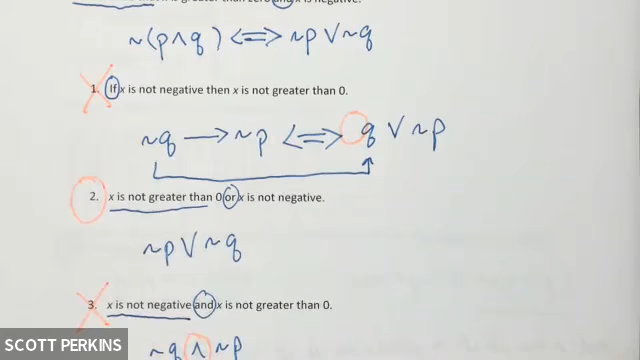 is greater than zero and x is negative.
~(p∧q) <=> ~p∨~q
1. If x is not negative then x is not greater than 0.
~q → ~p <=> q ∨ ~p
2. x is not greater than 0 or x is not negative.
~p∨~q
3. x is not negative and x is not greater than 0.
~q ∧ ~p
SCOTT PERKINS